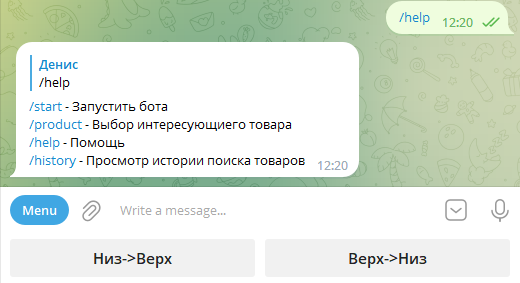 /help 12:20
Денис
/help
/start - Запустить бота
/product - Выбор интересующиего товара
/help - Помощь
/history - Просмотр истории поиска товаров 12:20
Menu Write a message...
Низ->Верх Верх->Низ